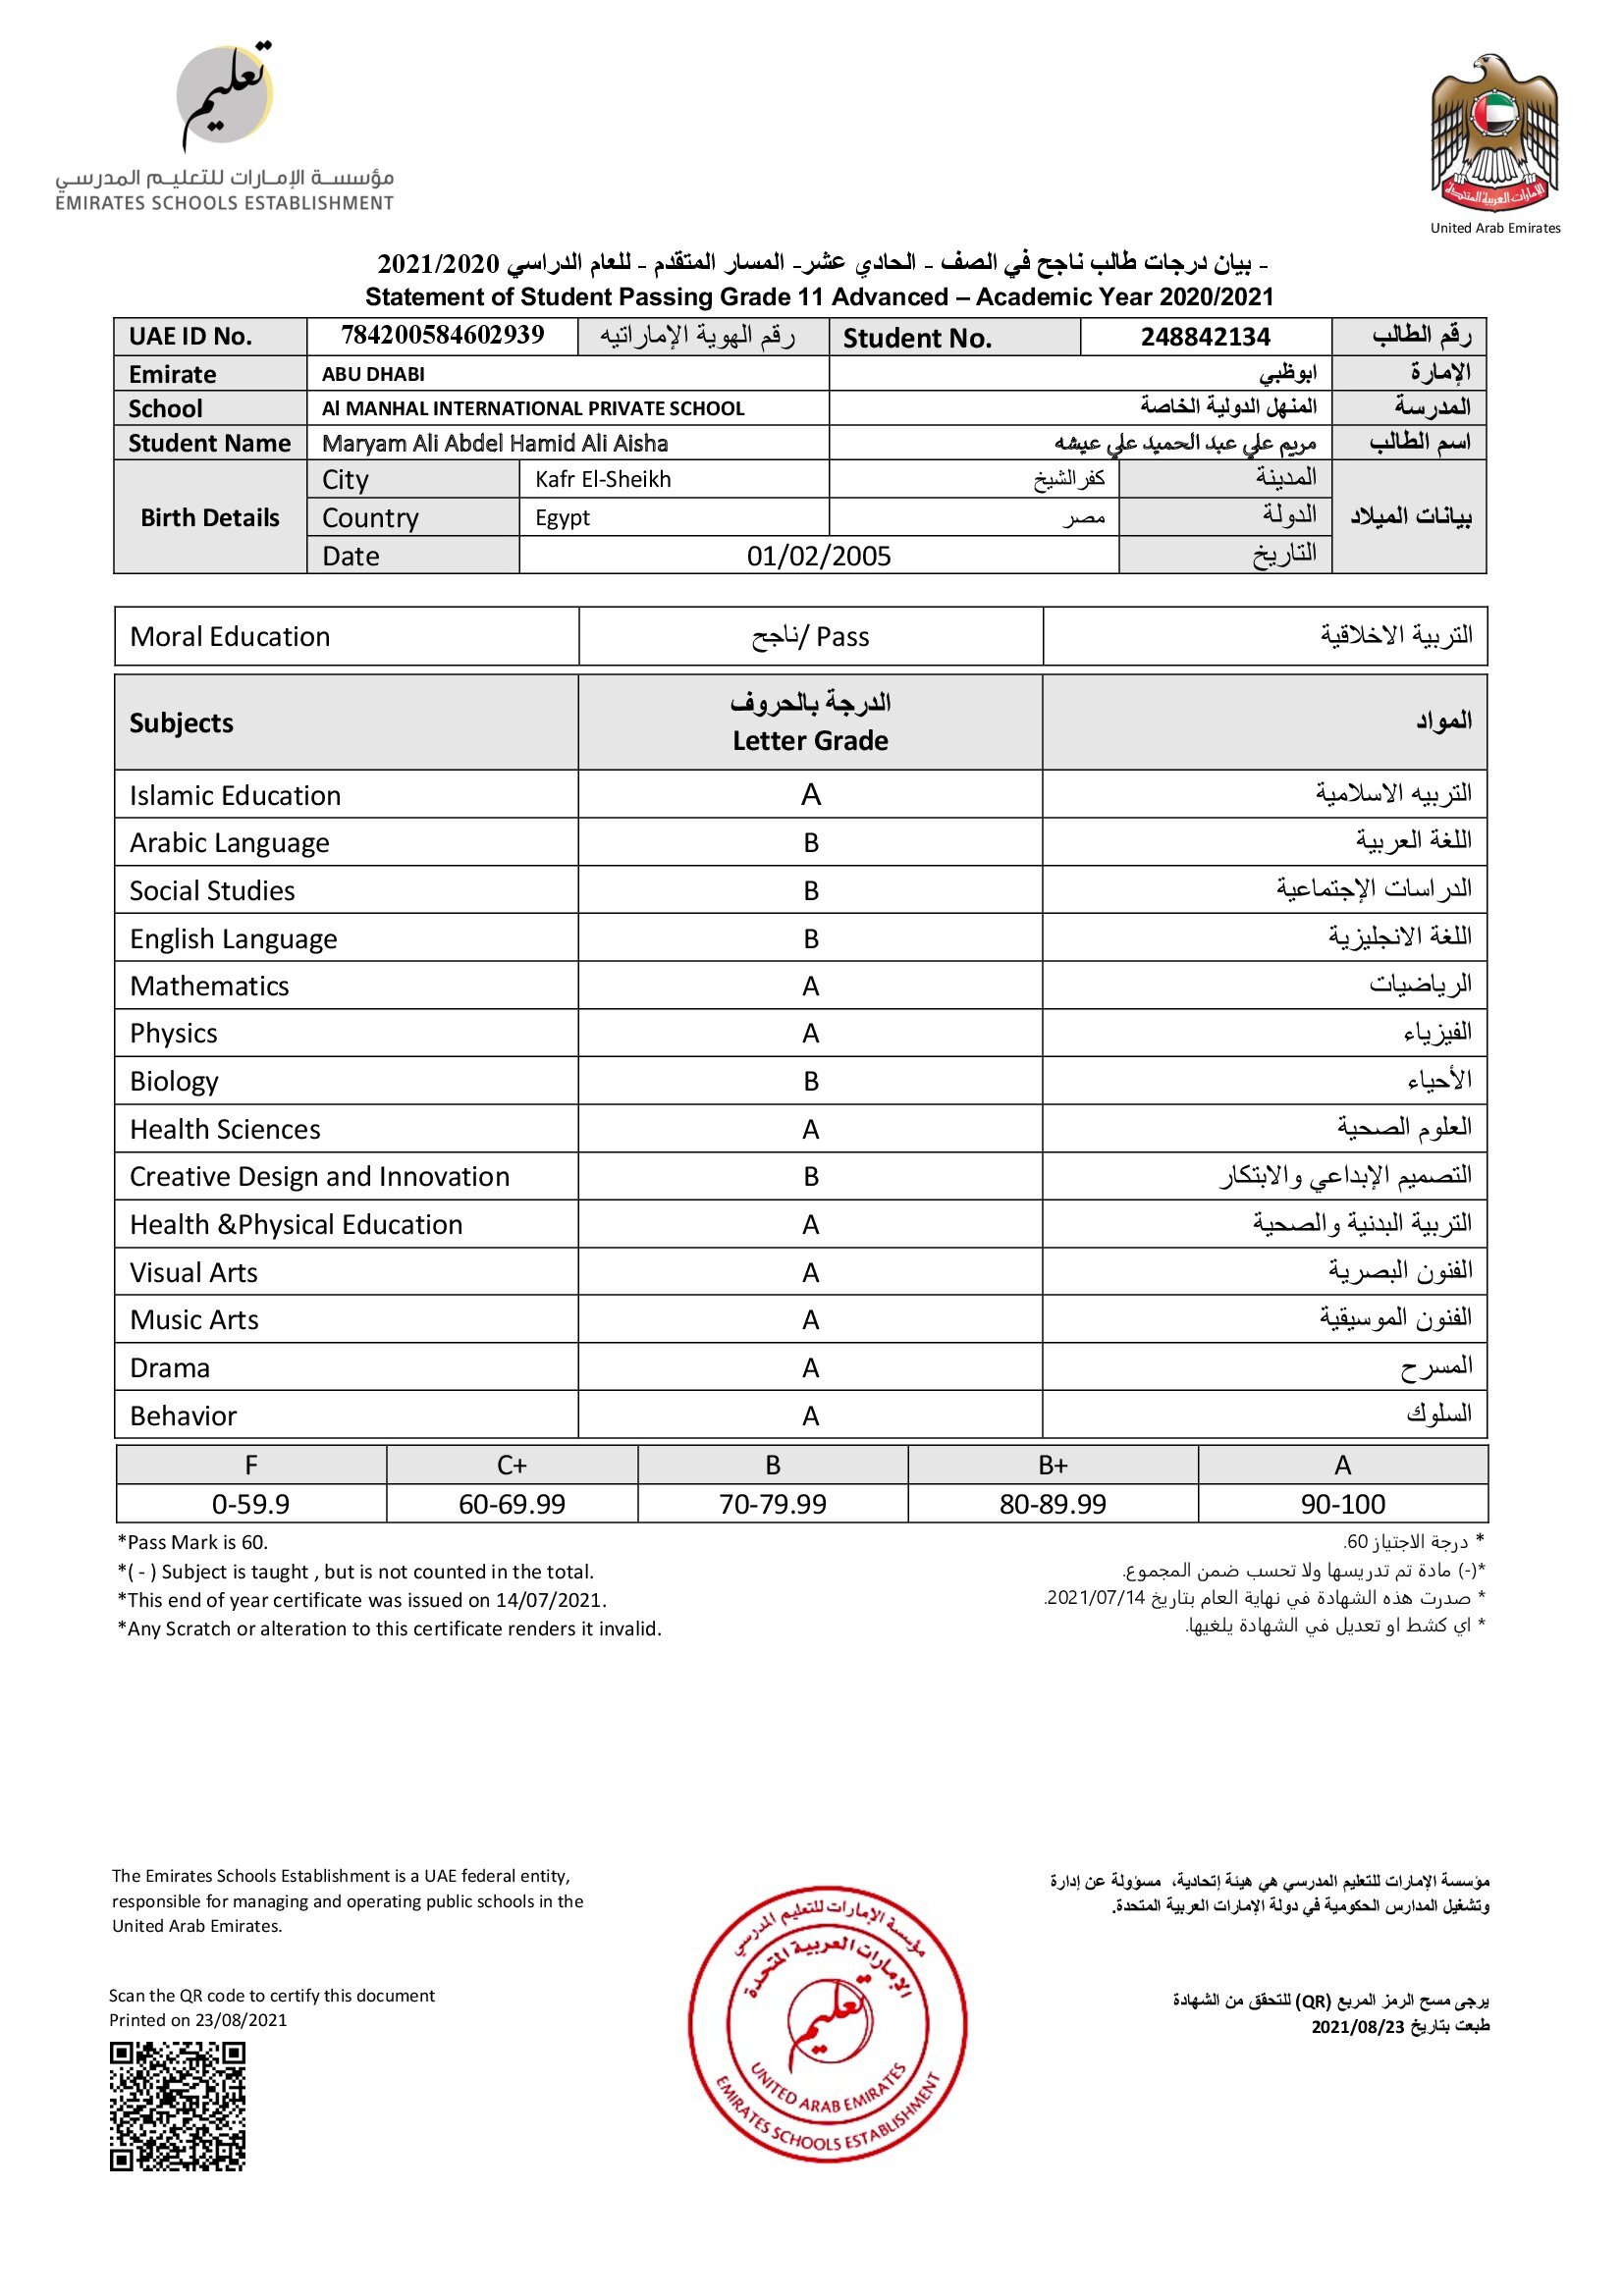 تعليم
مؤسسة الإمارات للتعليم المدرسي
EMIRATES SCHOOLS ESTABLISHMENT
الإمارات العربية المتحدة
United Arab Emirates
- بيان درجات طالب ناجح في الصف - الحادي عشر- المسار المتقدم - للعام الدراسي 2021/2020
Statement of Student Passing Grade 11 Advanced – Academic Year 2020/2021
UAE ID No. 784200584602939 رقم الهوية الإماراتيه Student No. 248842134 رقم الطالب
Emirate ABU DHABI ابوظبي الإمارة
School Al MANHAL INTERNATIONAL PRIVATE SCHOOL المنهل الدولية الخاصة المدرسة
Student Name Maryam Ali Abdel Hamid Ali Aisha مريم علي عبد الحميد علي عيشه اسم الطالب
Birth Details City Kafr El-Sheikh كفرالشيخ المدينة بيانات الميلاد
Country Egypt مصر الدولة
Date 01/02/2005 التاريخ
Moral Education ناجح/ Pass التربية الاخلاقية
Subjects الدرجة بالحروف المواد
Letter Grade
Islamic Education A التربيه الاسلامية
Arabic Language B اللغة العربية
Social Studies B الدراسات الإجتماعية
English Language B اللغة الانجليزية
Mathematics A الرياضيات
Physics A الفيزياء
Biology B الأحياء
Health Sciences A العلوم الصحية
Creative Design and Innovation B التصميم الإبداعي والابتكار
Health &Physical Education A التربية البدنية والصحية
Visual Arts A الفنون البصرية
Music Arts A الفنون الموسيقية
Drama A المسرح
Behavior A السلوك
F C+ B B+ A
0-59.9 60-69.99 70-79.99 80-89.99 90-100
*Pass Mark is 60. * درجة الاجتياز 60.
*( - ) Subject is taught , but is not counted in the total. *(-) مادة تم تدريسها ولا تحسب ضمن المجموع.
*This end of year certificate was issued on 14/07/2021. * صدرت هذه الشهادة في نهاية العام بتاريخ 2021/07/14.
*Any Scratch or alteration to this certificate renders it invalid. * اي كشط او تعديل في الشهادة يلغيها.
The Emirates Schools Establishment is a UAE federal entity,
responsible for managing and operating public schools in the
United Arab Emirates.
مؤسسة الإمارات للتعليم المدرسي هي هيئة إتحادية، مسؤولة عن إدارة
وتشغيل المدارس الحكومية في دولة الإمارات العربية المتحدة.
Scan the QR code to certify this document
Printed on 23/08/2021
مؤسسة الإمارات للتعليم المدرسي
الإمارات العربية المتحدة
تعليم
UNITED ARAB EMIRATES
EMIRATES SCHOOLS ESTABLISHMENT
يرجى مسح الرمز المربع (QR) للتحقق من الشهادة
طبعت بتاريخ 2021/08/23